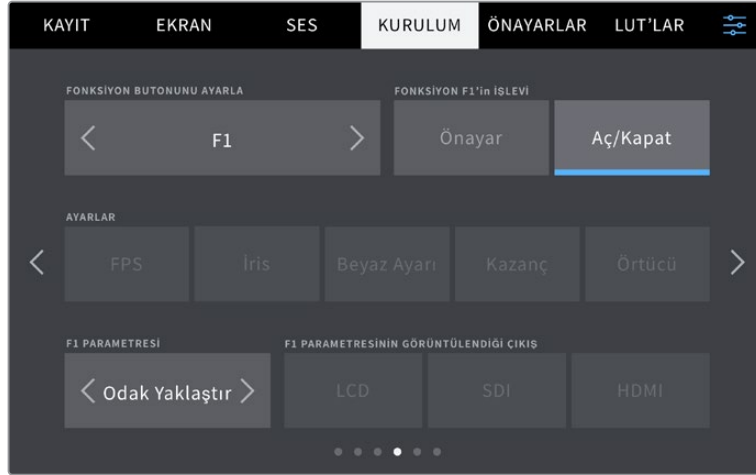 KAYIT EKRAN SES KURULUM ÖNAYARLAR LUT'LAR
FONKSİYON BUTONUNU AYARLA FONKSİYON F1'in İŞLEVİ
F1 Önayar Aç/Kapat
AYARLAR
FPS İris Beyaz Ayarı Kazanç Örtücü
F1 PARAMETRESİ F1 PARAMETRESİNİN GÖRÜNTÜLENDİĞİ ÇIKIŞ
Odak Yaklaştır LCD SDI HDMI